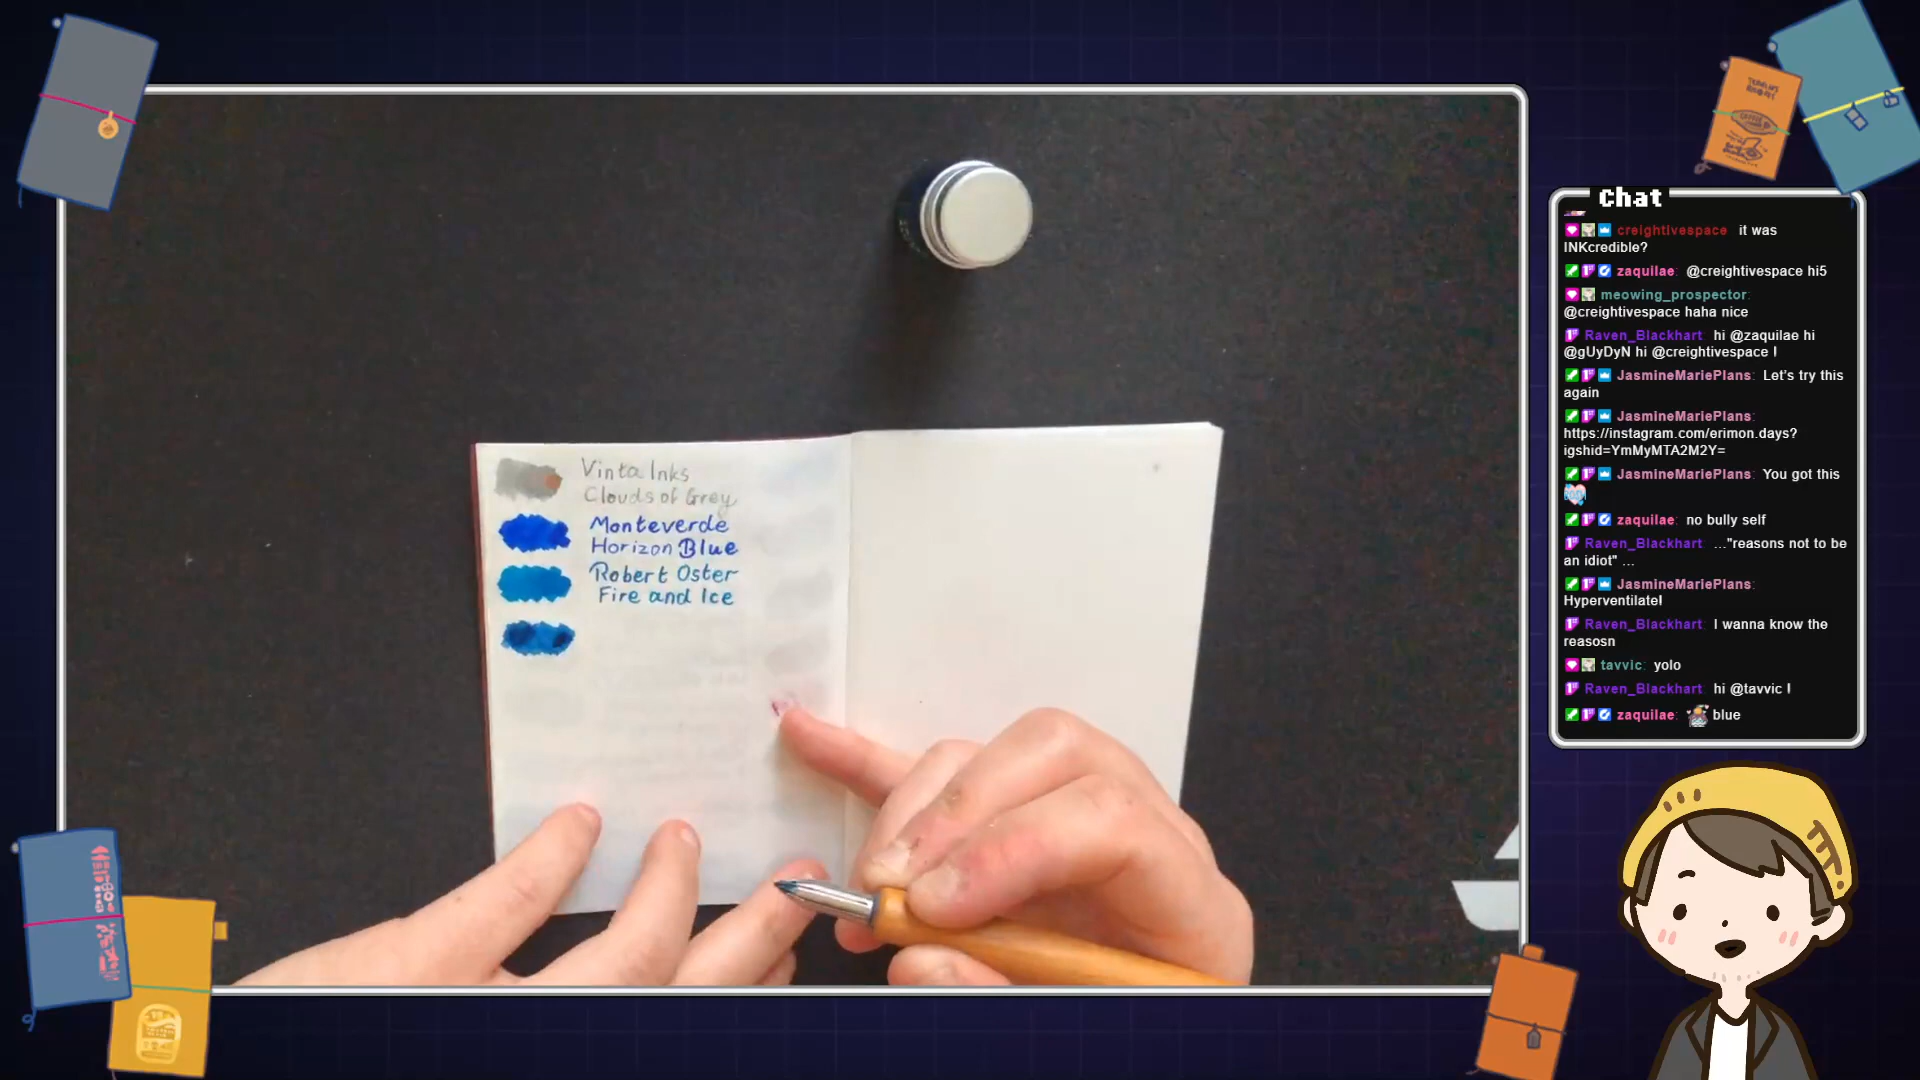 chat
creightivespace it was
INKcredible?
zaquilae: @creightivespace hi5
meowing_prospector:
@creightivespace haha nice
Raven_Blackhart: hi @zaquilae hi
@gUyDyN hi @creightivespace !
JasmineMariePlans: Let's try this
again
JasmineMariePlans:
https://instagram.com/erimon.days?
igshid=YmMyMTA2M2Y=
JasmineMariePlans: You got this
zaquilae: no bully self
Raven_Blackhart: ..."reasons not to be
an idiot" ...
JasmineMariePlans:
Hyperventilate!
Raven_Blackhart: I wanna know the
reasosn
tavvic: yolo
Raven_Blackhart: hi @tavvic !
zaquilae: blue
Vinta Inks
Clouds of Grey
Monteverde
Horizon Blue
Robert Oster
Fire and Ice